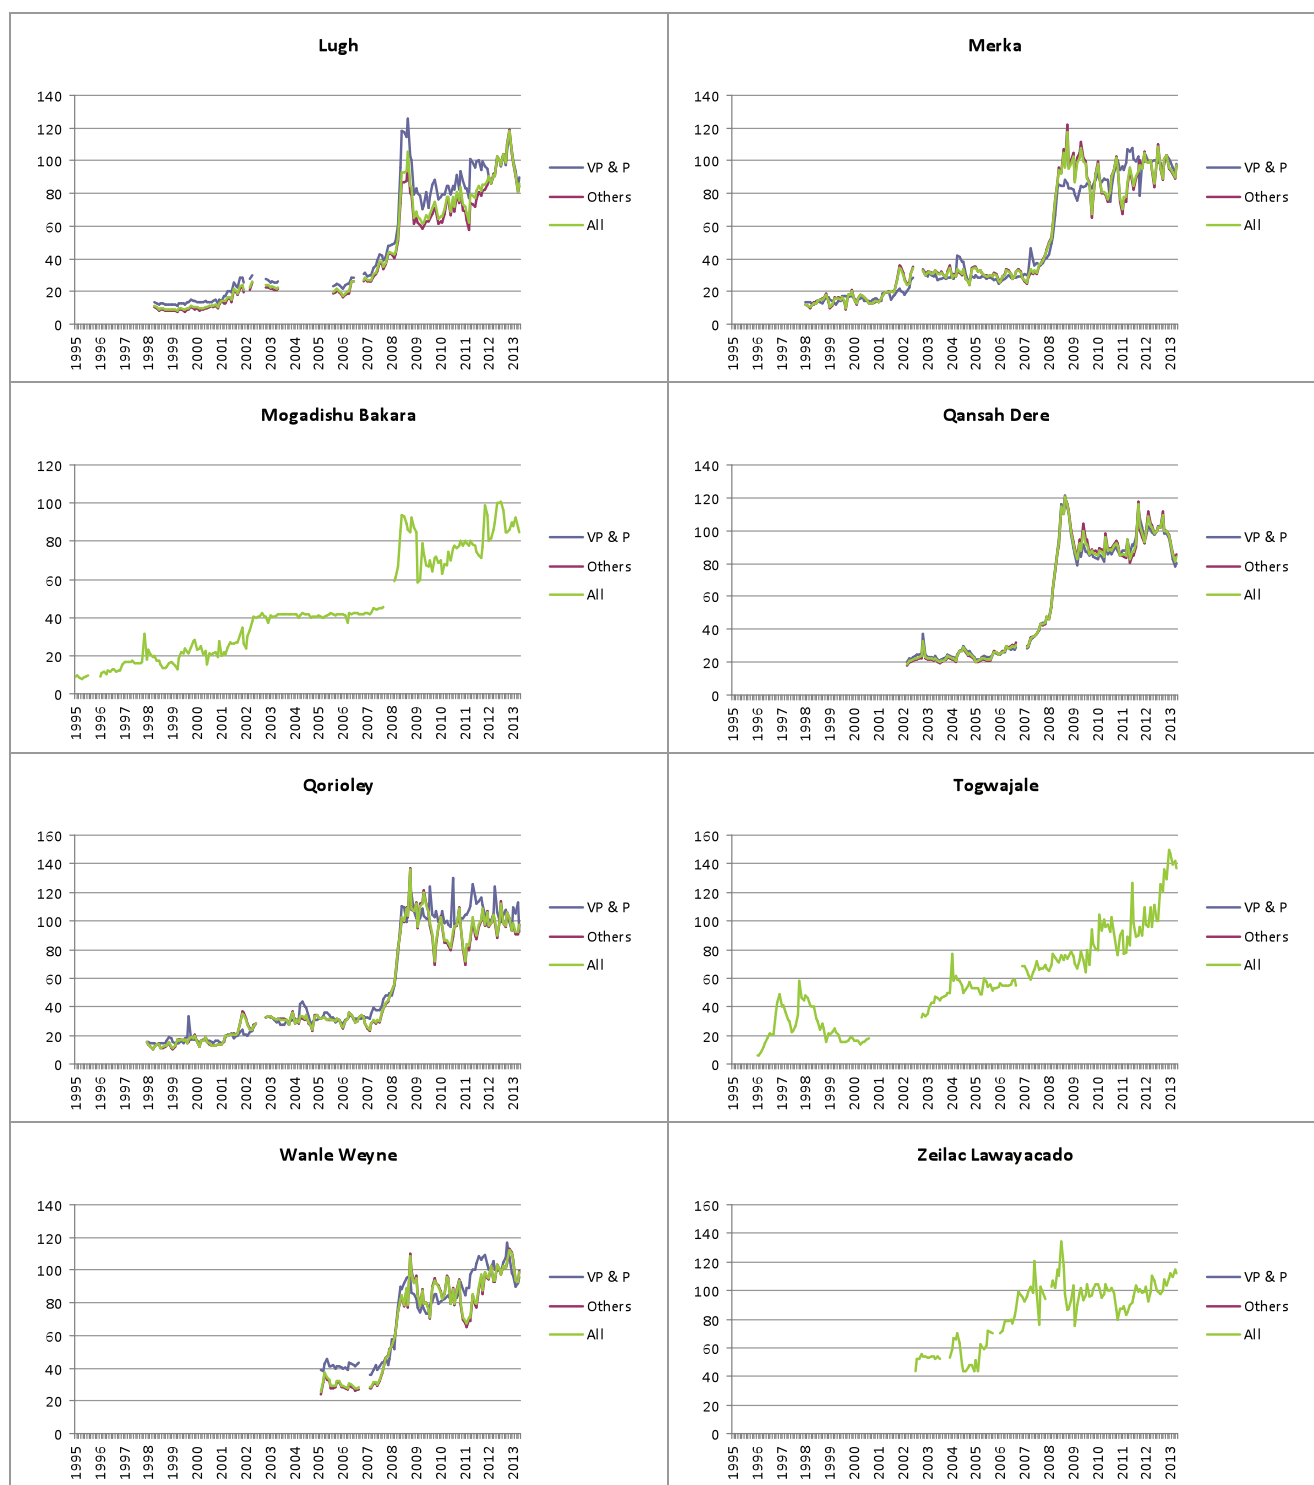 Lugh
140
120
100
80
60
40
20
0
1995 1996 1997 1998 1999 2000 2001 2002 2003 2004 2005 2006 2007 2008 2009 2010 2011 2012 2013
VP & P
Others
All
Merka
140
120
100
80
60
40
20
0
1995 1996 1997 1998 1999 2000 2001 2002 2003 2004 2005 2006 2007 2008 2009 2010 2011 2012 2013
VP & P
Others
All
Mogadishu Bakara
120
100
80
60
40
20
0
1995 1996 1997 1998 1999 2000 2001 2002 2003 2004 2005 2006 2007 2008 2009 2010 2011 2012 2013
VP & P
Others
All
Qansah Dere
140
120
100
80
60
40
20
0
1995 1996 1997 1998 1999 2000 2001 2002 2003 2004 2005 2006 2007 2008 2009 2010 2011 2012 2013
VP & P
Others
All
Qorioley
160
140
120
100
80
60
40
20
0
1995 1996 1997 1998 1999 2000 2001 2002 2003 2004 2005 2006 2007 2008 2009 2010 2011 2012 2013
VP & P
Others
All
Togwajale
160
140
120
100
80
60
40
20
0
1995 1996 1997 1998 1999 2000 2001 2002 2003 2004 2005 2006 2007 2008 2009 2010 2011 2012 2013
VP & P
Others
All
Wanle Weyne
140
120
100
80
60
40
20
0
1995 1996 1997 1998 1999 2000 2001 2002 2003 2004 2005 2006 2007 2008 2009 2010 2011 2012 2013
VP & P
Others
All
Zeilac Lawayacado
160
140
120
100
80
60
40
20
0
1995 1996 1997 1998 1999 2000 2001 2002 2003 2004 2005 2006 2007 2008 2009 2010 2011 2012 2013
VP & P
Others
All